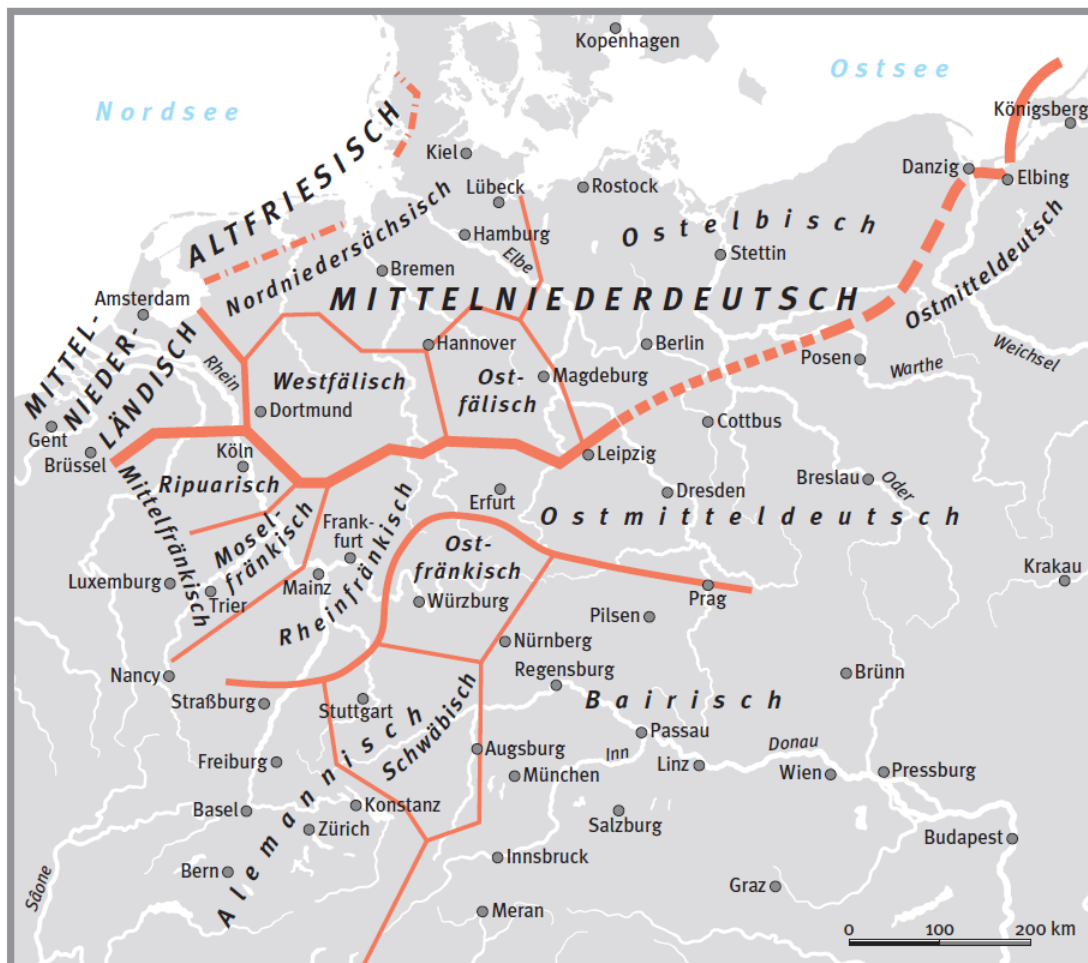 Kopenhagen
Nordsee
Ostsee
Königsberg
Kiel
Danzig
Elbing
ALTFRIESISCH
Lübeck
Rostock
Nordniedersächsisch
Hamburg
Ostelbisch
Elbe
Stettin
Bremen
Ostmitteldeutsch
Amsterdam
MITTELNIEDERDEUTSCH
MITTEL-
NIEDER-
LÄNDISCH
Rhein
Hannover
Berlin
Posen
Warthe
Weichsel
Westfälisch
Ost-
fälisch
Magdeburg
Dortmund
Cottbus
Gent
Brüssel
Köln
Leipzig
Ripuarisch
Mittelfränkisch
Erfurt
Dresden
Breslau
Oder
Mosel-
fränkisch
Frank-
furt
Rheinfränkisch
Ostmitteldeutsch
Ost-
fränkisch
Luxemburg
Trier
Mainz
Würzburg
Prag
Krakau
Pilsen
Nürnberg
Nancy
Regensburg
Brünn
Straßburg
Stuttgart
Bairisch
Schwäbisch
Passau
Alemannisch
Augsburg
Inn
Donau
Freiburg
München
Linz
Wien
Pressburg
Basel
Konstanz
Zürich
Salzburg
Budapest
Bern
Innsbruck
Graz
Sâone
Meran
0 100 200 km